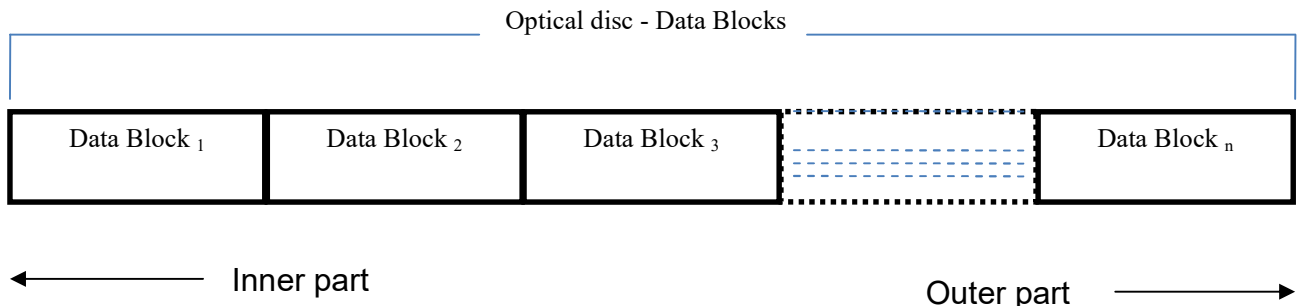 Optical disc - Data Blocks
Data Block 1 Data Block 2 Data Block 3 Data Block n
Inner part
Outer part